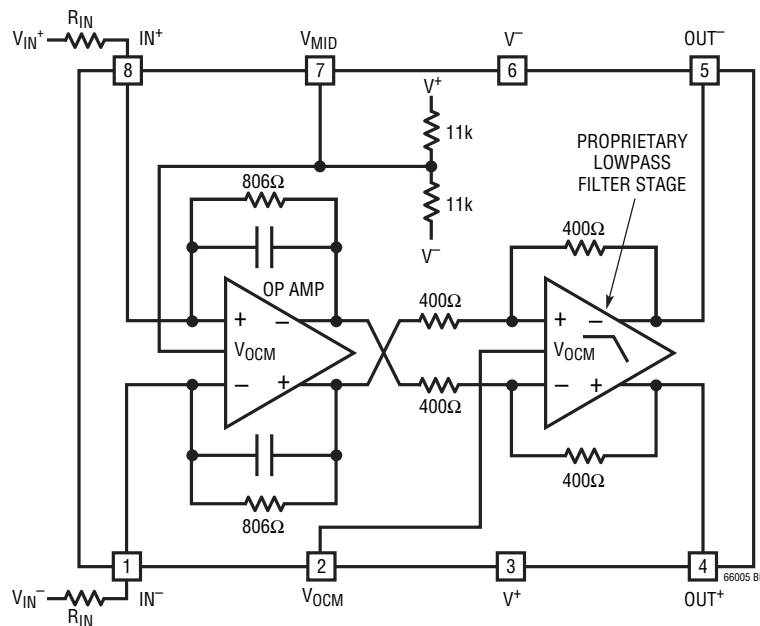 RIN
VIN+
IN+
VMID
V−
OUT−
8
7
6
5
V+
11k
11k
V−
PROPRIETARY
LOWPASS
FILTER STAGE
806Ω
OP AMP
400Ω
400Ω
+ −
VOCM
− +
+ −
VOCM
− +
400Ω
400Ω
806Ω
1
2
3
4
66005 B
VIN−
RIN
IN−
VOCM
V+
OUT+